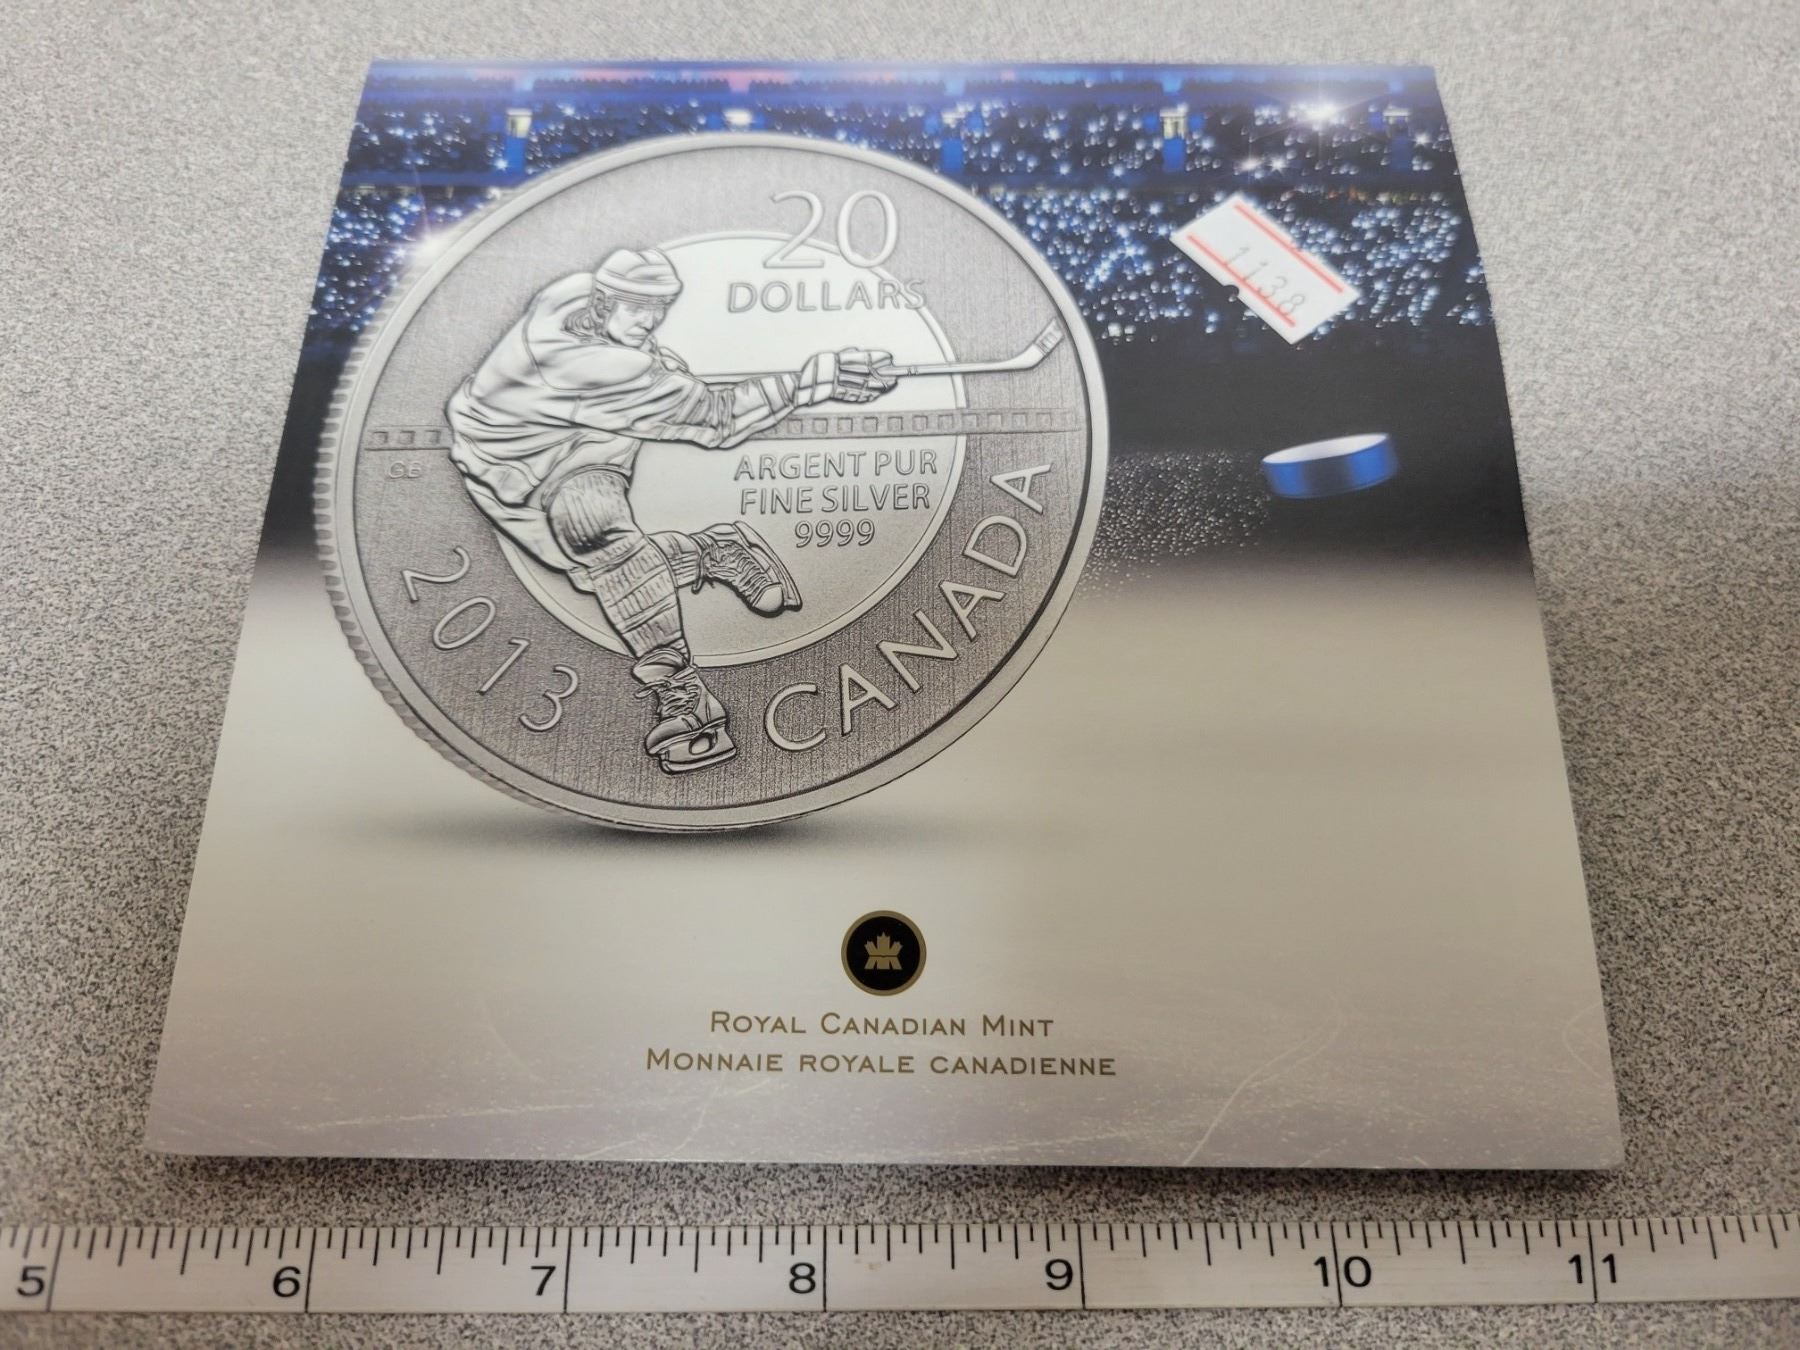 20
DOLLARS
1138
ARGENT PUR
FINE SILVER
9999
GB
2013
CANADA
ROYAL CANADIAN MINT
MONNAIE ROYALE CANADIENNE
5 6 7 8 9 10 11